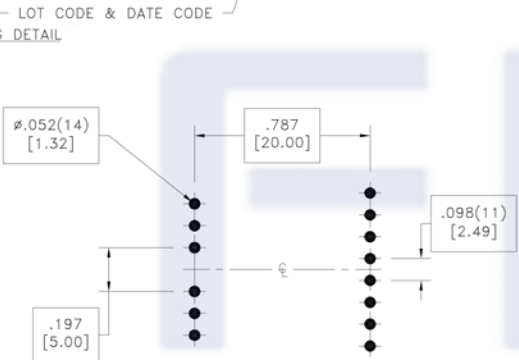 LOT CODE & DATE CODE
DETAIL
ø.052(14)
[1.32]
.787
[20.00]
.098(11)
[2.49]
℄
.197
[5.00]